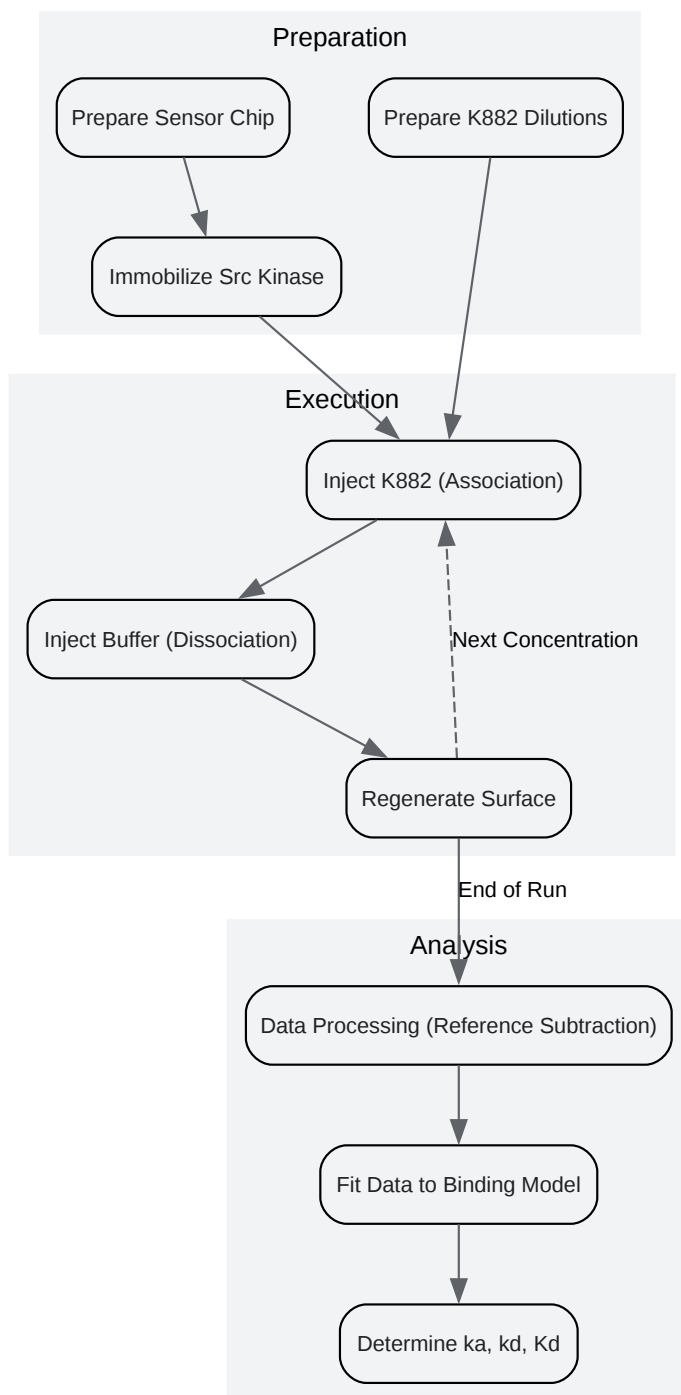 Preparation
Prepare Sensor Chip
Prepare K882 Dilutions
Immobilize Src Kinase
Execution
Inject K882 (Association)
Inject Buffer (Dissociation)
Next Concentration
Regenerate Surface
End of Run
Analysis
Data Processing (Reference Subtraction)
Fit Data to Binding Model
Determine ka, kd, Kd